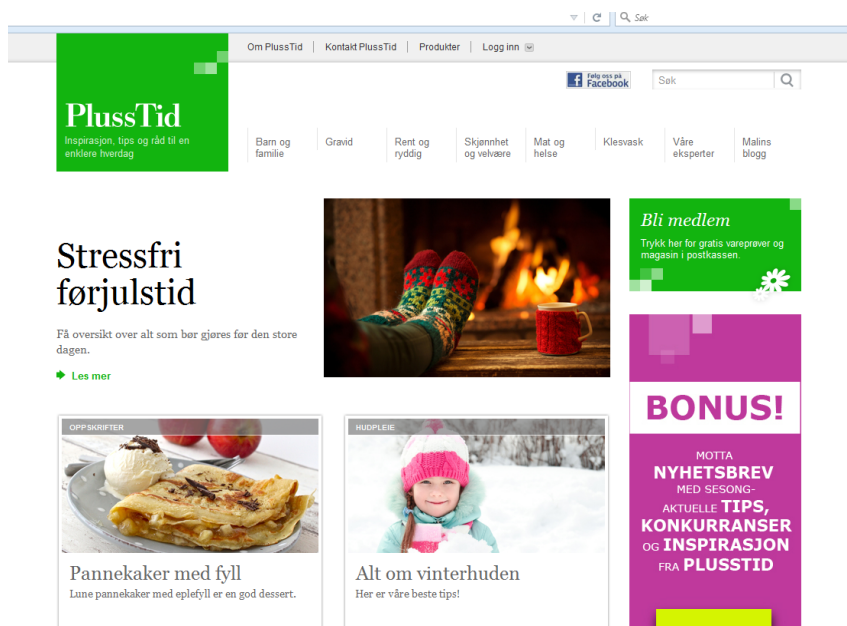 Søk
Om PlussTid
Kontakt PlussTid
Produkter
Logg inn
Følg oss på
Facebook
Søk
PlussTid
Inspirasjon, tips og råd til en
enklere hverdag
Barn og
familie
Gravid
Rent og
ryddig
Skjønnhet
og velvære
Mat og
helse
Klesvask
Våre
eksperter
Malins
blogg
Stressfri
førjulstid
Få oversikt over alt som bør gjøres før den store
dagen.
Les mer
Bli medlem
Trykk her for gratis vareprøver og
magasin i postkassen.
BONUS!
MOTTA
NYHETSBREV
MED SESONG-
AKTUELLE TIPS,
KONKURRANSER
OG INSPIRASJON
FRA PLUSSTID
OPPSKRIFTER
Pannekaker med fyll
Lune pannekaker med eplefyll er en god dessert.
HUDPLEIE
Alt om vinterhuden
Her er våre beste tips!